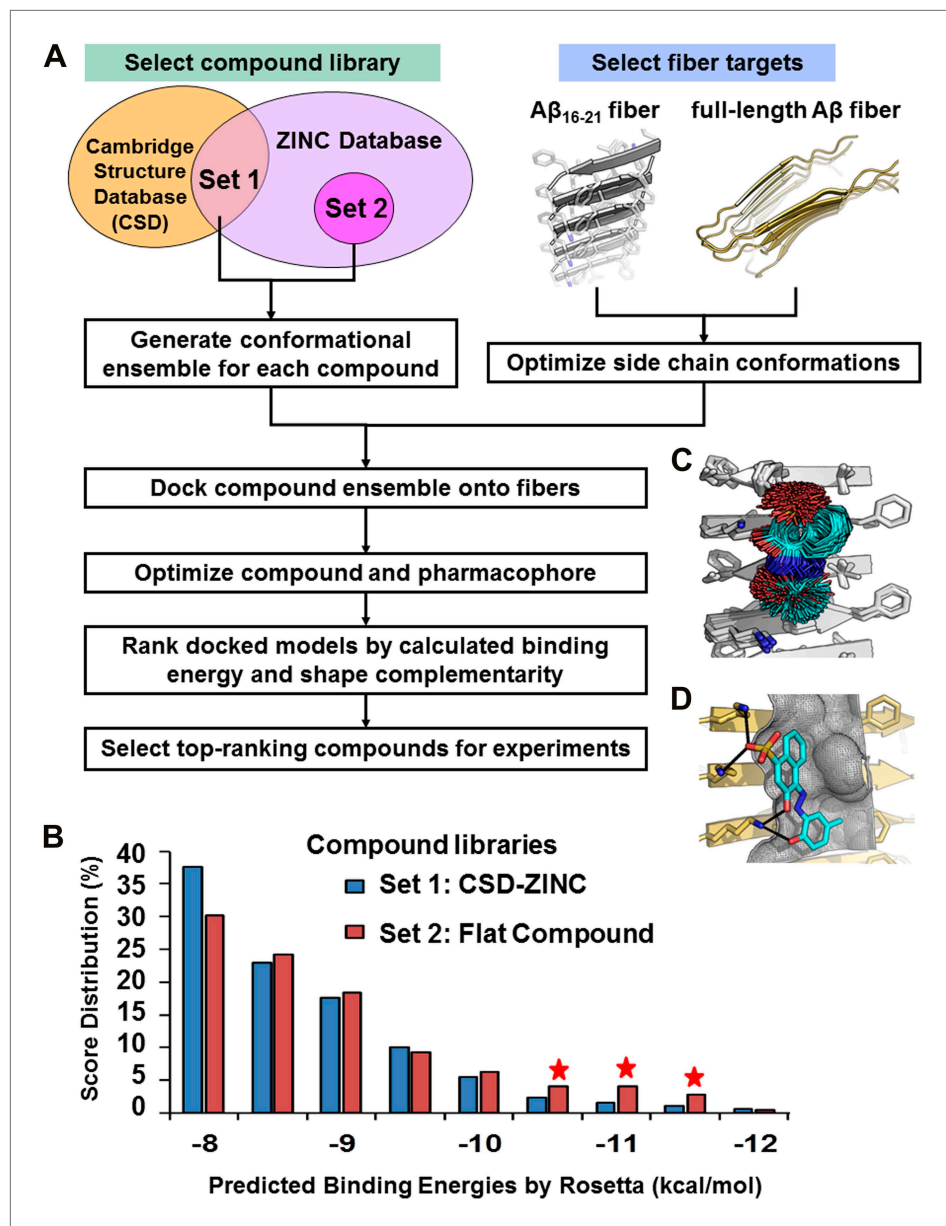 A
Select compound library
Select fiber targets
Aβ16-21 fiber
full-length Aβ fiber
Cambridge
Structure
Database
(CSD)
Set 1
ZINC Database
Set 2
Generate conformational
ensemble for each compound
Optimize side chain conformations
Dock compound ensemble onto fibers
Optimize compound and pharmacophore
Rank docked models by calculated binding
energy and shape complementarity
Select top-ranking compounds for experiments
C
D
B
Compound libraries
Set 1: CSD-ZINC
Set 2: Flat Compound
Score Distribution (%)
40
35
30
25
20
15
10
5
0
-8
-9
-10
-11
-12
Predicted Binding Energies by Rosetta (kcal/mol)